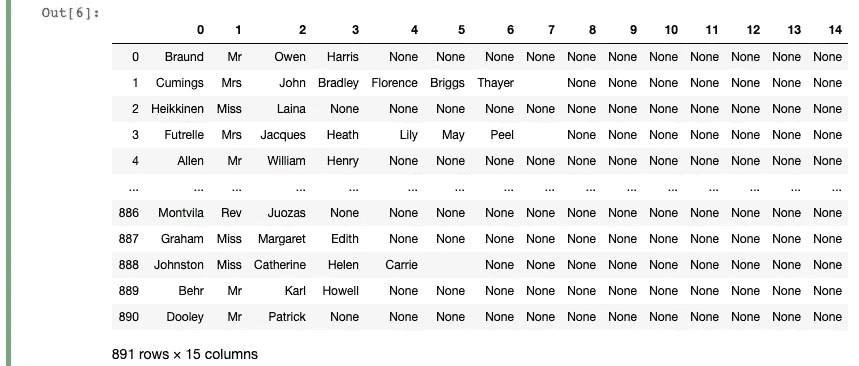 Out[6]:
0 1 2 3 4 5 6 7 8 9 10 11 12 13 14
0 Braund Mr Owen Harris None None None None None None None None None None None
1 Cumings Mrs John Bradley Florence Briggs Thayer None None None None None None None
2 Heikkinen Miss Laina None None None None None None None None None None None None
3 Futrelle Mrs Jacques Heath Lily May Peel None None None None None None None
4 Allen Mr William Henry None None None None None None None None None None None
... ... ... ... ... ... ... ... ... ... ... ... ... ... ... ...
886 Montvila Rev Juozas None None None None None None None None None None None None
887 Graham Miss Margaret Edith None None None None None None None None None None None
888 Johnston Miss Catherine Helen Carrie None None None None None None None None None
889 Behr Mr Karl Howell None None None None None None None None None None None
890 Dooley Mr Patrick None None None None None None None None None None None None
891 rows × 15 columns